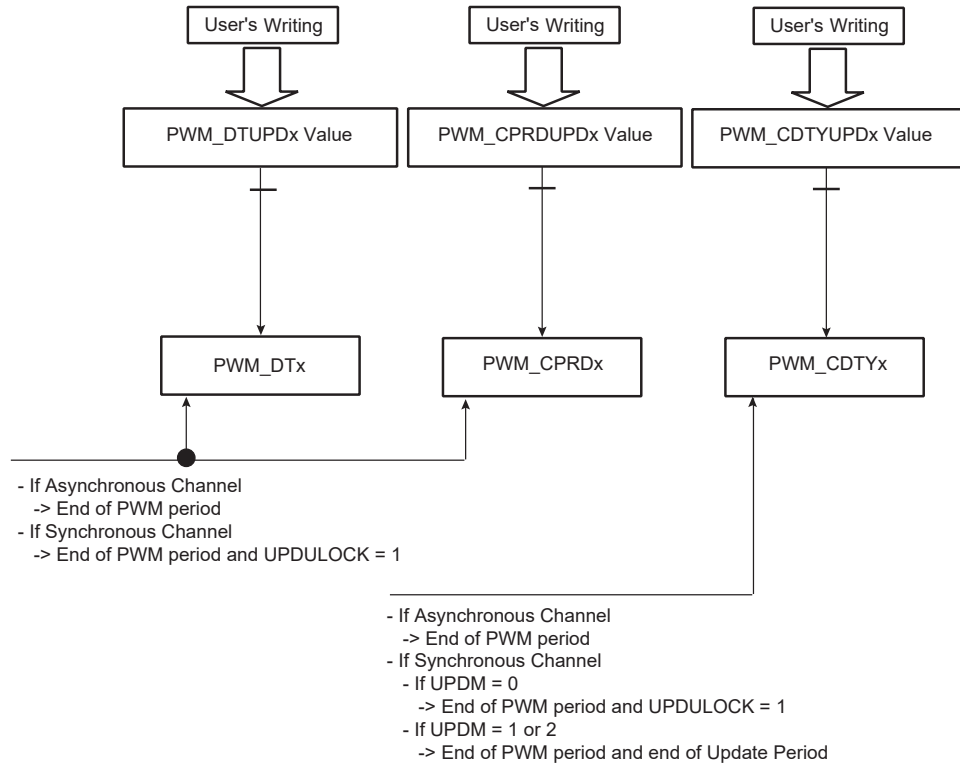 User's Writing
User's Writing
User's Writing
PWM_DTUPDx Value
PWM_CPRDUPDx Value
PWM_CDTYUPDx Value
PWM_DTx
PWM_CPRDx
PWM_CDTYx
- If Asynchronous Channel
-> End of PWM period
- If Synchronous Channel
-> End of PWM period and UPDULOCK = 1
- If Asynchronous Channel
-> End of PWM period
- If Synchronous Channel
- If UPDM = 0
-> End of PWM period and UPDULOCK = 1
- If UPDM = 1 or 2
-> End of PWM period and end of Update Period